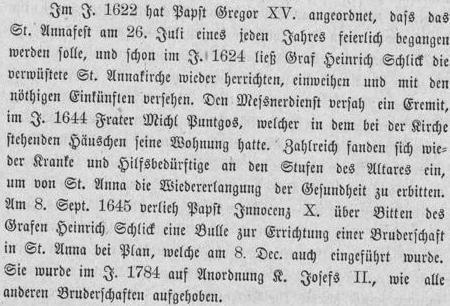 Im J. 1622 hat Papst Gregor XV. angeordnet, daſs das
St. Annafest am 26. Juli eines jeden Jahres feierlich begangen
werden solle, und schon im J. 1624 ließ Graf Heinrich Schlick die
verwüstete St. Annakirche wieder herrichten, einweihen und mit den
nöthigen Einkünften versehen. Den Messnerdienst versah ein Eremit,
im J. 1644 Frater Michl Puntgos, welcher in dem bei der Kirche
stehenden Häuschen seine Wohnung hatte. Zahlreich fanden sich wie-
der Kranke und Hilfsbedürftige an den Stufen des Altares ein,
um von St. Anna die Wiedererlangung der Gesundheit zu erbitten.
Am 8. Sept. 1645 verlieh Papst Innocenz X. über Bitten des
Grafen Heinrich Schlick eine Bulle zur Errichtung einer Bruderschaft
in St. Anna bei Plan, welche am 8. Dec. auch eingeführt wurde.
Sie wurde im J. 1784 auf Anordnung K. Josefs II., wie alle
anderen Bruderschaften aufgehoben.